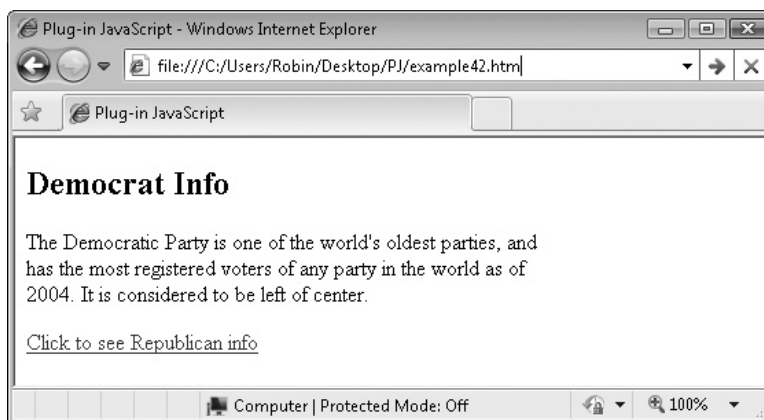 Plug-in JavaScript - Windows Internet Explorer
file:///C:/Users/Robin/Desktop/PJ/example42.htm
Plug-in JavaScript
Democrat Info
The Democratic Party is one of the world's oldest parties, and
has the most registered voters of any party in the world as of
2004. It is considered to be left of center.
Click to see Republican info
Computer | Protected Mode: Off
100%